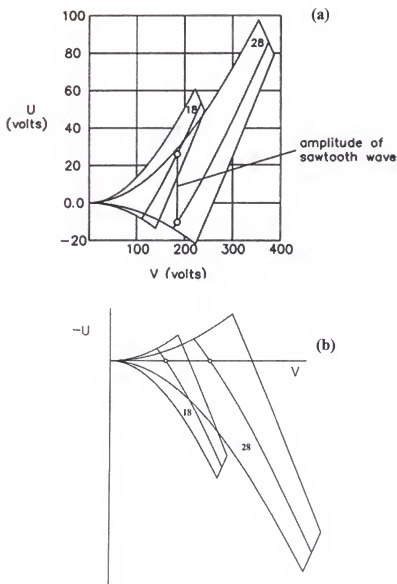 (a)
100
80
60
40
20
0.0
-20
U
(volts)
28
18
amplitude of
sawtooth wave
0 100 200 300 400
V (volts)
-U
(b)
V
18
28